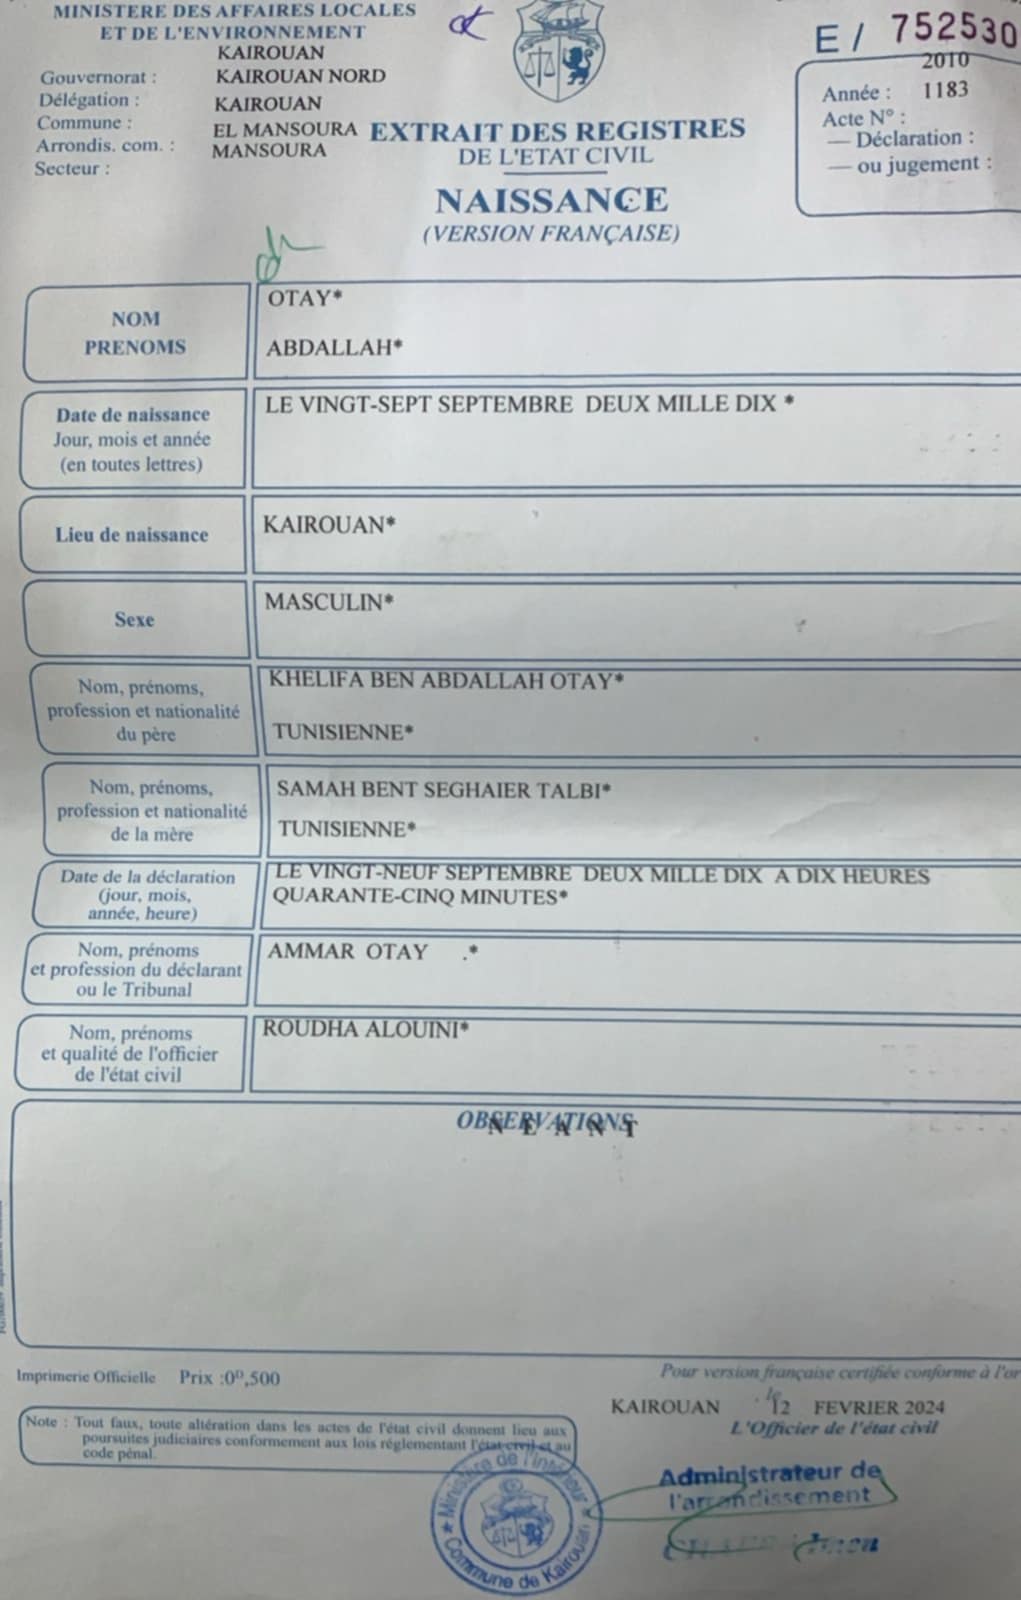 MINISTERE DES AFFAIRES LOCALES
ET DE L'ENVIRONNEMENT
KAIROUAN
Gouvernorat : KAIROUAN NORD
Délégation : KAIROUAN
Commune : EL MANSOURA
Arrondis. com. : MANSOURA
Secteur :
E / 752530
2010
Année : 1183
Acte N° :
— Déclaration :
— ou jugement :
EXTRAIT DES REGISTRES
DE L'ETAT CIVIL
NAISSANCE
(VERSION FRANÇAISE)
NOM
PRENOMS
OTAY*
ABDALLAH*
Date de naissance
Jour, mois et année
(en toutes lettres)
LE VINGT-SEPT SEPTEMBRE DEUX MILLE DIX *
Lieu de naissance
KAIROUAN*
Sexe
MASCULIN*
Nom, prénoms,
profession et nationalité
du père
KHELIFA BEN ABDALLAH OTAY*
TUNISIENNE*
Nom, prénoms,
profession et nationalité
de la mère
SAMAH BENT SEGHAIER TALBI*
TUNISIENNE*
Date de la déclaration
(jour, mois,
année, heure)
LE VINGT-NEUF SEPTEMBRE DEUX MILLE DIX A DIX HEURES
QUARANTE-CINQ MINUTES*
Nom, prénoms
et profession du déclarant
ou le Tribunal
AMMAR OTAY .*
Nom, prénoms
et qualité de l'officier
de l'état civil
ROUDHA ALOUINI*
OBSERVATIONS
N E A N T
Imprimerie Officielle Prix :0ᴰ,500
Note : Tout faux, toute altération dans les actes de l'état civil donnent lieu aux
poursuites judiciaires conformement aux lois réglementant l'état civil et au
code pénal.
Pour version française certifiée conforme à l'or
KAIROUAN le 12 FEVRIER 2024
L'Officier de l'état civil
Administrateur de
l'arrondissement
Ministère de l'Intérieur
Commune de Kairouan